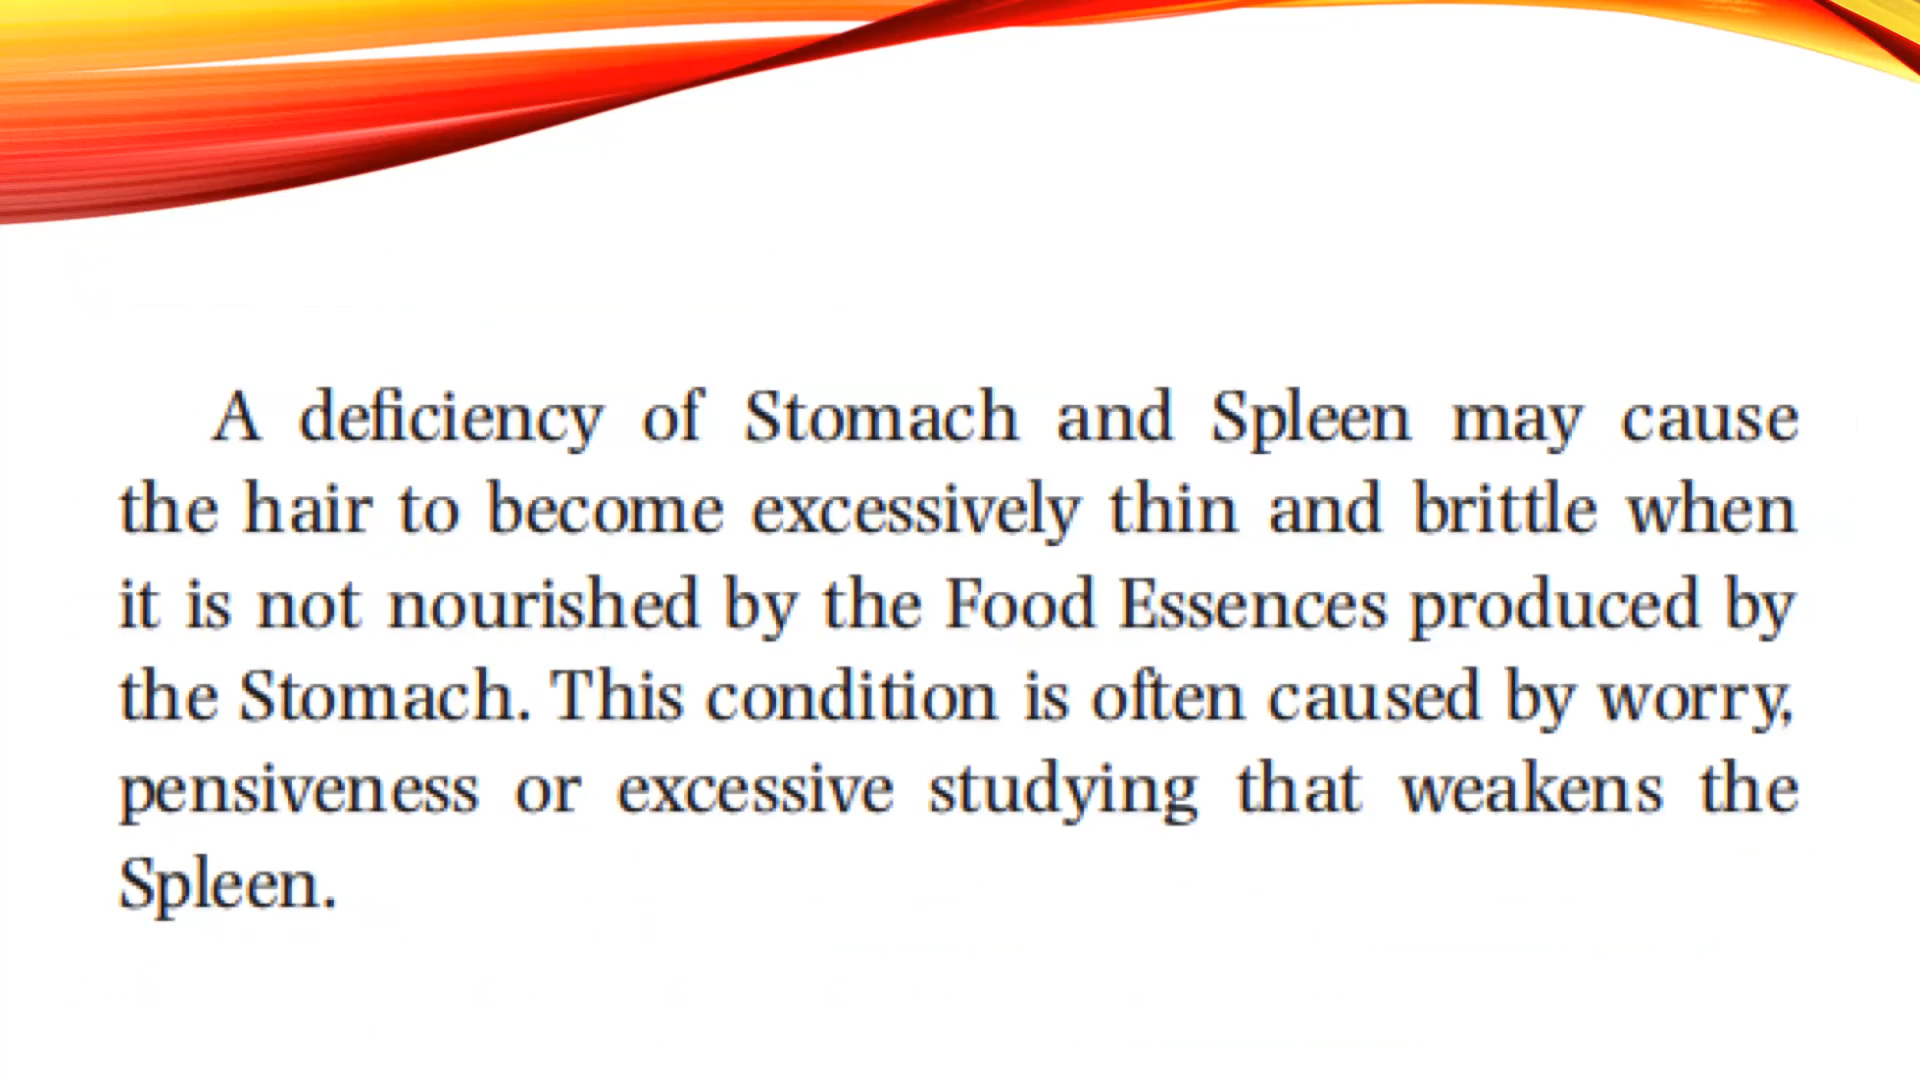 A deficiency of Stomach and Spleen may cause
the hair to become excessively thin and brittle when
it is not nourished by the Food Essences produced by
the Stomach. This condition is often caused by worry,
pensiveness or excessive studying that weakens the
Spleen.